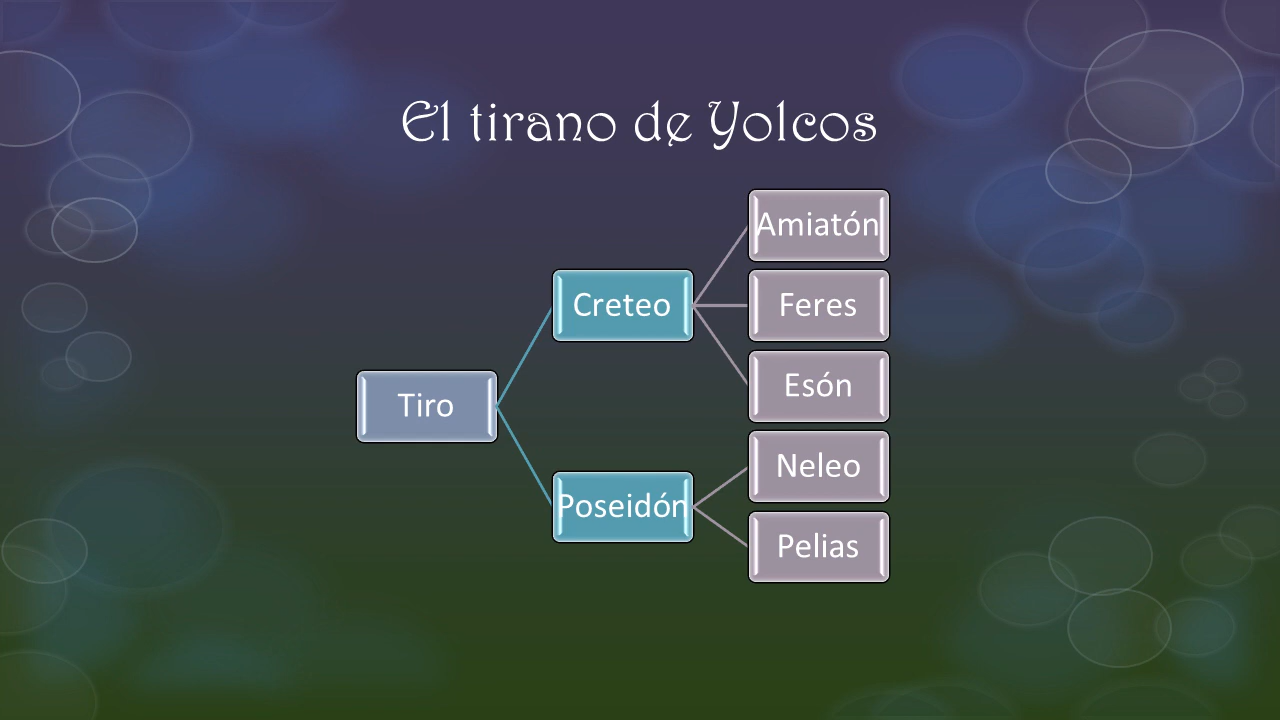 El tirano de Yolcos
Tiro
Creteo
Amiatón
Feres
Esón
Poseidón
Neleo
Pelias